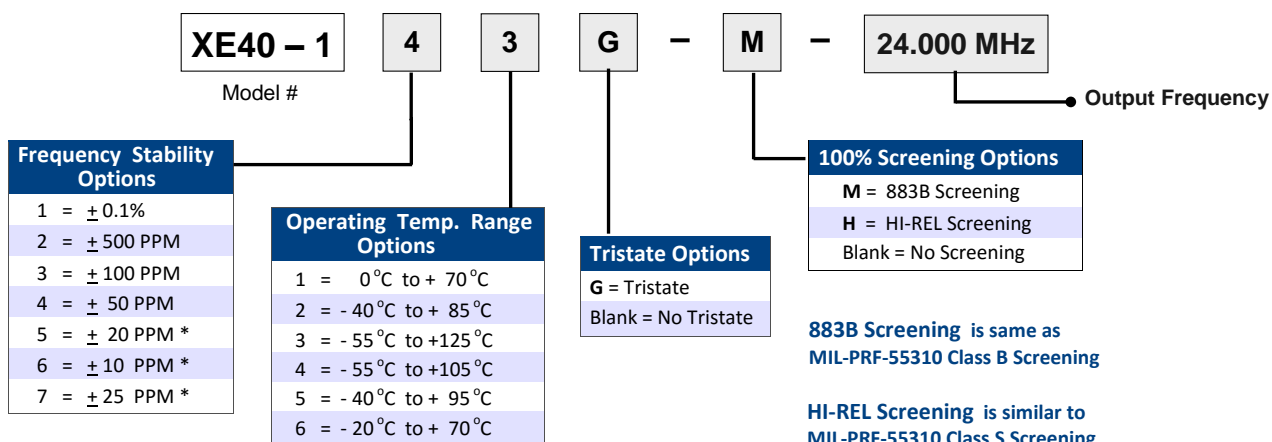 XE40 – 1 4 3 G – M – 24.000 MHz
Model #
Output Frequency
Frequency Stability
Options
1 = ± 0.1%
2 = ± 500 PPM
3 = ± 100 PPM
4 = ± 50 PPM
5 = ± 20 PPM *
6 = ± 10 PPM *
7 = ± 25 PPM *
Operating Temp. Range
Options
1 = 0°C to + 70°C
2 = - 40°C to + 85°C
3 = - 55°C to +125°C
4 = - 55°C to +105°C
5 = - 40°C to + 95°C
6 = - 20°C to + 70°C
Tristate Options
G = Tristate
Blank = No Tristate
100% Screening Options
M = 883B Screening
H = HI-REL Screening
Blank = No Screening
883B Screening is same as
MIL-PRF-55310 Class B Screening
HI-REL Screening is similar to
MIL-PRF-55310 Class S Screening